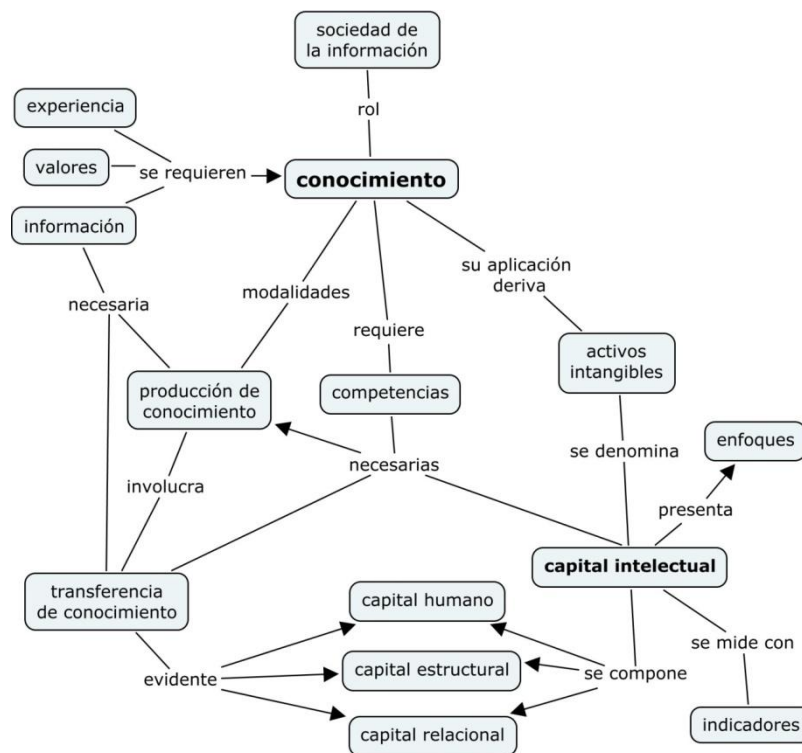 sociedad de
la información
rol
experiencia
valores
se requieren
conocimiento
información
su aplicación
deriva
necesaria
modalidades
requiere
activos
intangibles
producción de
conocimiento
competencias
enfoques
necesarias
se denomina
involucra
presenta
capital intelectual
transferencia
de conocimiento
capital humano
se mide con
evidente
capital estructural
se compone
capital relacional
indicadores